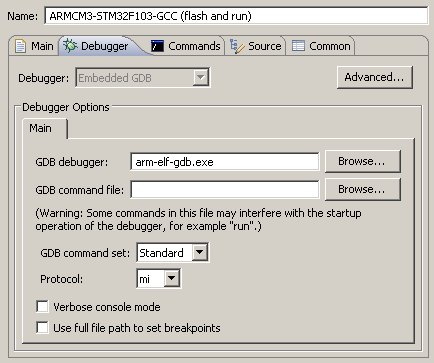 Name: ARMCM3-STM32F103-GCC (flash and run)
Main Debugger Commands Source Common
Debugger: Embedded GDB Advanced...
Debugger Options
Main
GDB debugger: arm-elf-gdb.exe Browse...
GDB command file: Browse...
(Warning: Some commands in this file may interfere with the startup
operation of the debugger, for example "run".)
GDB command set: Standard
Protocol: mi
Verbose console mode
Use full file path to set breakpoints